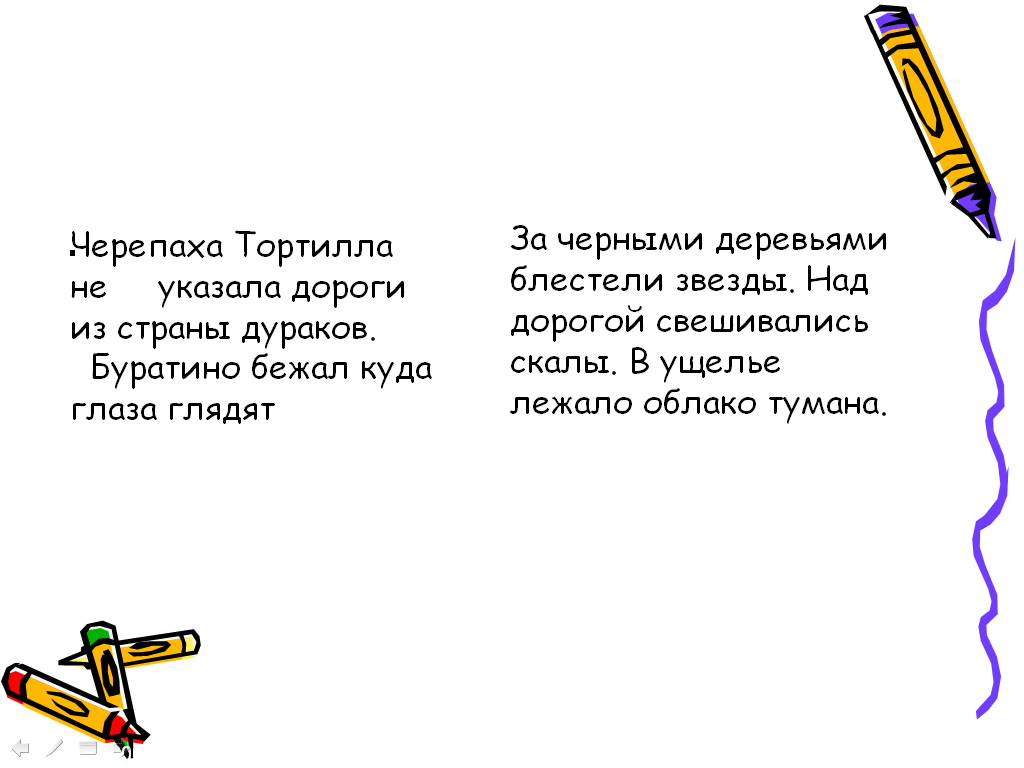 Черепаха Тортилла
не указала дороги
из страны дураков.
Буратино бежал куда
глаза глядят
За черными деревьями
блестели звезды. Над
дорогой свешивались
скалы. В ущелье
лежало облако тумана.